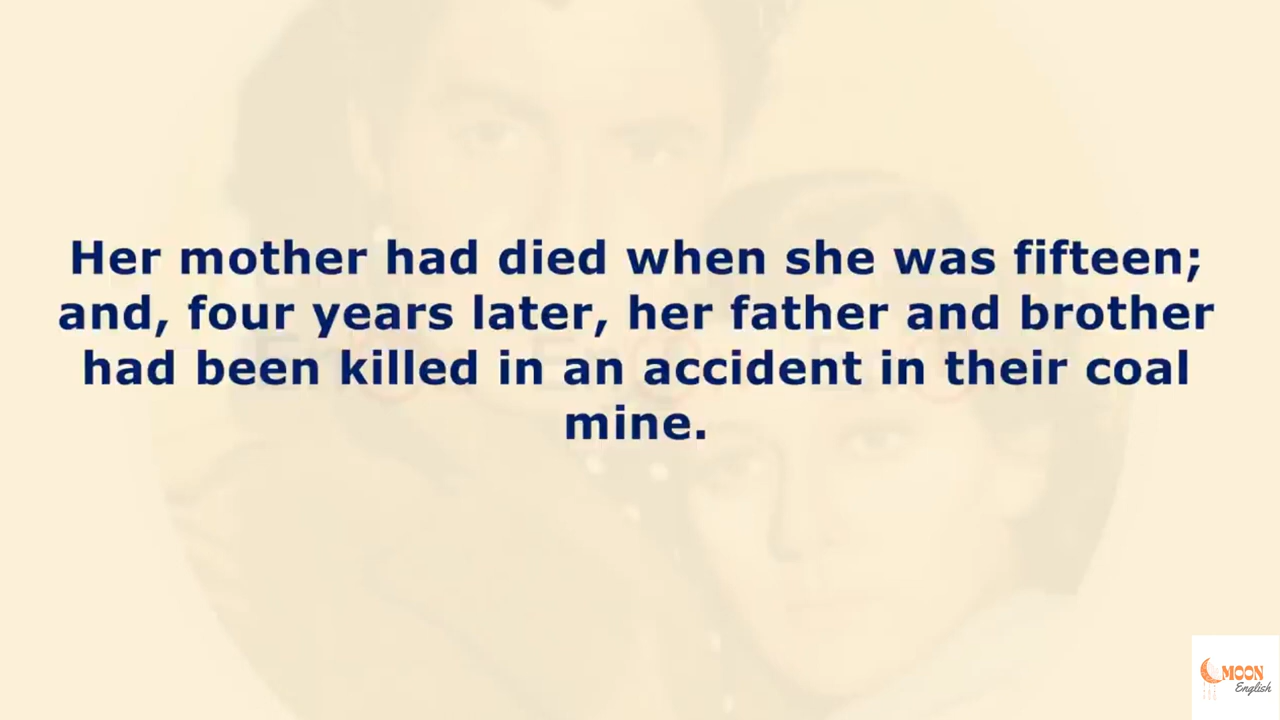 Her mother had died when she was fifteen;
and, four years later, her father and brother
had been killed in an accident in their coal
mine.
MOON
English